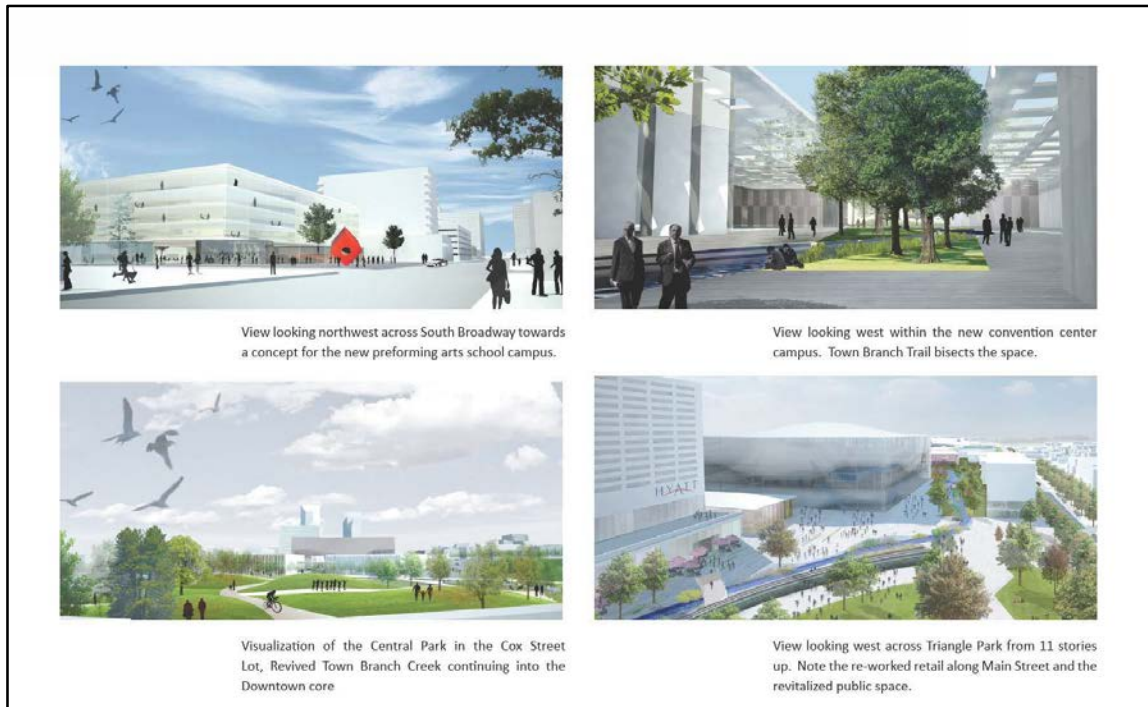 View looking northwest across South Broadway towards
a concept for the new preforming arts school campus.
View looking west within the new convention center
campus. Town Branch Trail bisects the space.
HYATT
Visualization of the Central Park in the Cox Street
Lot, Revived Town Branch Creek continuing into the
Downtown core
View looking west across Triangle Park from 11 stories
up. Note the re-worked retail along Main Street and the
revitalized public space.